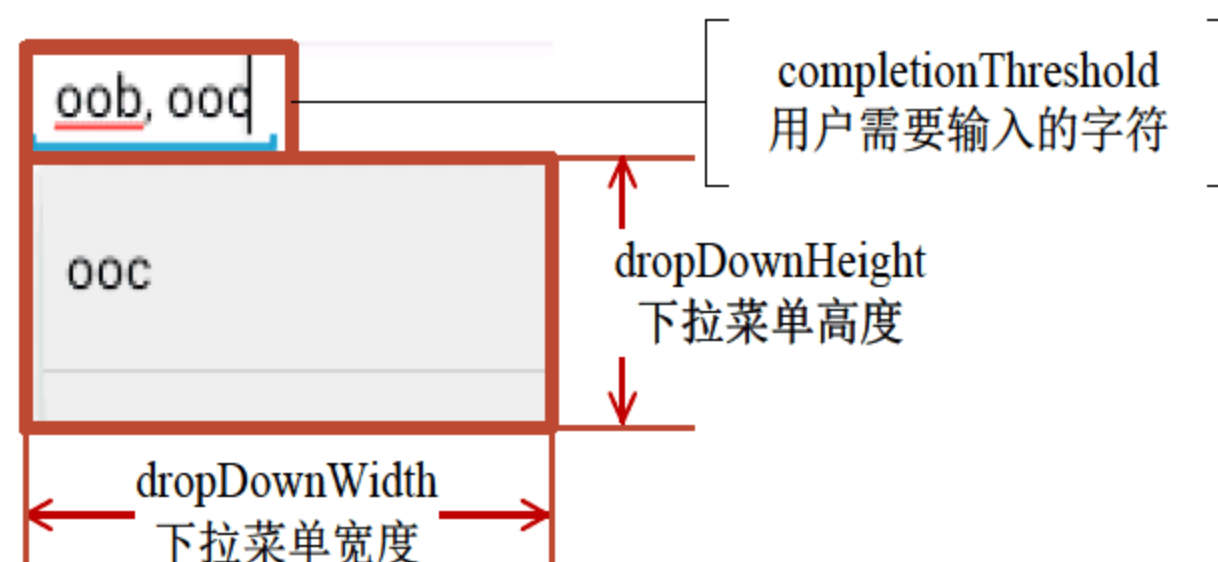 oob, ooc
completionThreshold
用户需要输入的字符
ooc
dropDownHeight
下拉菜单高度
dropDownWidth
下拉菜单宽度